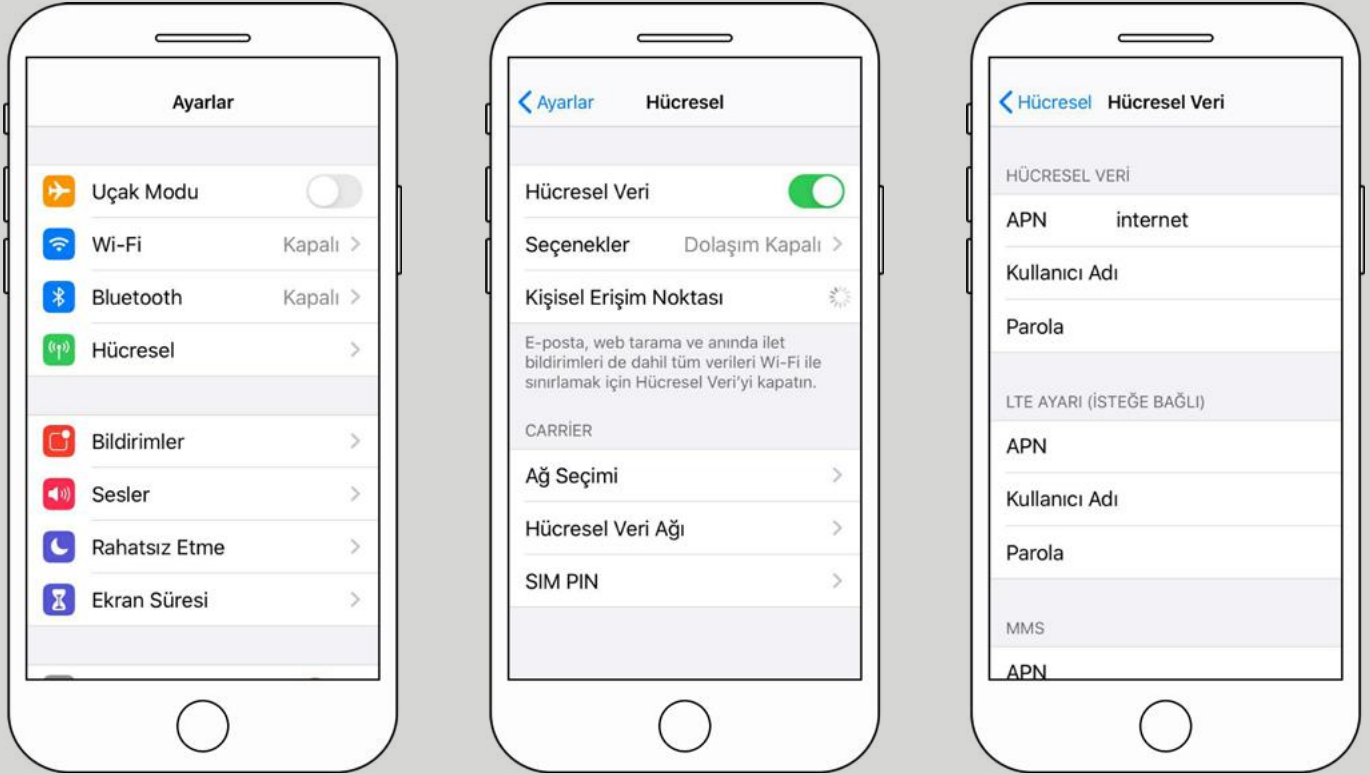 Ayarlar
Uçak Modu
Wi-Fi Kapalı
Bluetooth Kapalı
Hücresel
Bildirimler
Sesler
Rahatsız Etme
Ekran Süresi
Ayarlar Hücresel
Hücresel Veri
Seçenekler Dolaşım Kapalı
Kişisel Erişim Noktası
E-posta, web tarama ve anında ilet
bildirimleri de dahil tüm verileri Wi-Fi ile
sınırlamak için Hücresel Veri'yi kapatın.
CARRİER
Ağ Seçimi
Hücresel Veri Ağı
SIM PIN
Hücresel Hücresel Veri
HÜCRESEL VERİ
APN internet
Kullanıcı Adı
Parola
LTE AYARI (İSTEĞE BAĞLI)
APN
Kullanıcı Adı
Parola
MMS
APN